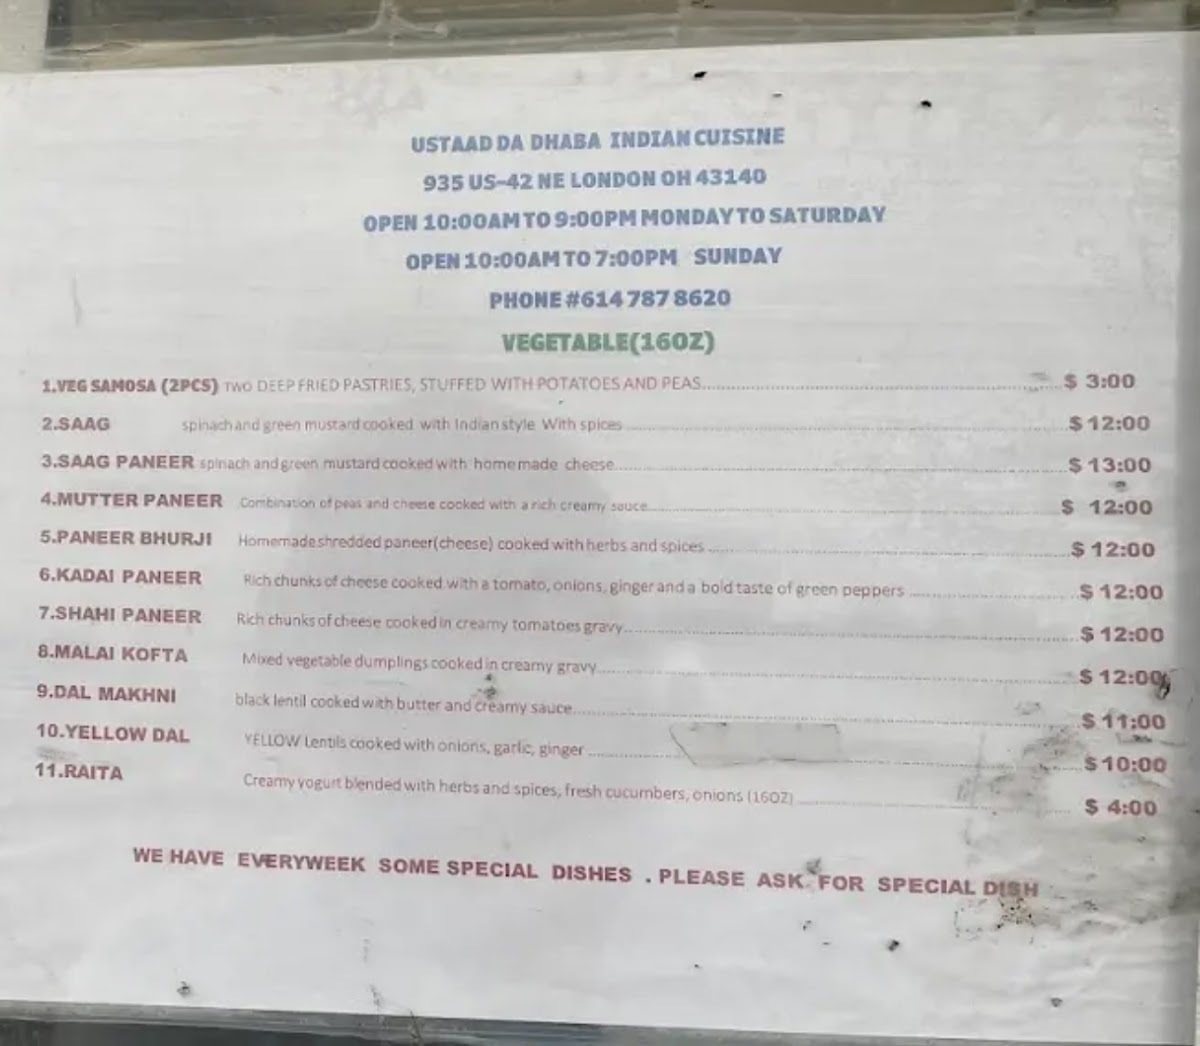 USTAAD DA DHABA INDIAN CUISINE
935 US-42 NE LONDON OH 43140
OPEN 10:00AM TO 9:00PM MONDAY TO SATURDAY
OPEN 10:00AM TO 7:00PM SUNDAY
PHONE #614 787 8620
VEGETABLE(16OZ)
1.VEG SAMOSA (2PCS) TWO DEEP FRIED PASTRIES, STUFFED WITH POTATOES AND PEAS $ 3:00
2.SAAG spinach and green mustard cooked with Indian style With spices $ 12:00
3.SAAG PANEER spinach and green mustard cooked with home made cheese $ 13:00
4.MUTTER PANEER Combination of peas and cheese cooked with a rich creamy sauce $ 12:00
5.PANEER BHURJI Homemade shredded paneer(cheese) cooked with herbs and spices $ 12:00
6.KADAI PANEER Rich chunks of cheese cooked with a tomato, onions, ginger and a bold taste of green peppers $ 12:00
7.SHAHI PANEER Rich chunks of cheese cooked in creamy tomatoes gravy $ 12:00
8.MALAI KOFTA Mixed vegetable dumplings cooked in creamy gravy $ 12:00
9.DAL MAKHNI black lentil cooked with butter and creamy sauce $ 11:00
10.YELLOW DAL YELLOW Lentils cooked with onions, garlic, ginger $ 10:00
11.RAITA Creamy yogurt blended with herbs and spices, fresh cucumbers, onions (16OZ) $ 4:00
WE HAVE EVERYWEEK SOME SPECIAL DISHES . PLEASE ASK FOR SPECIAL DISH